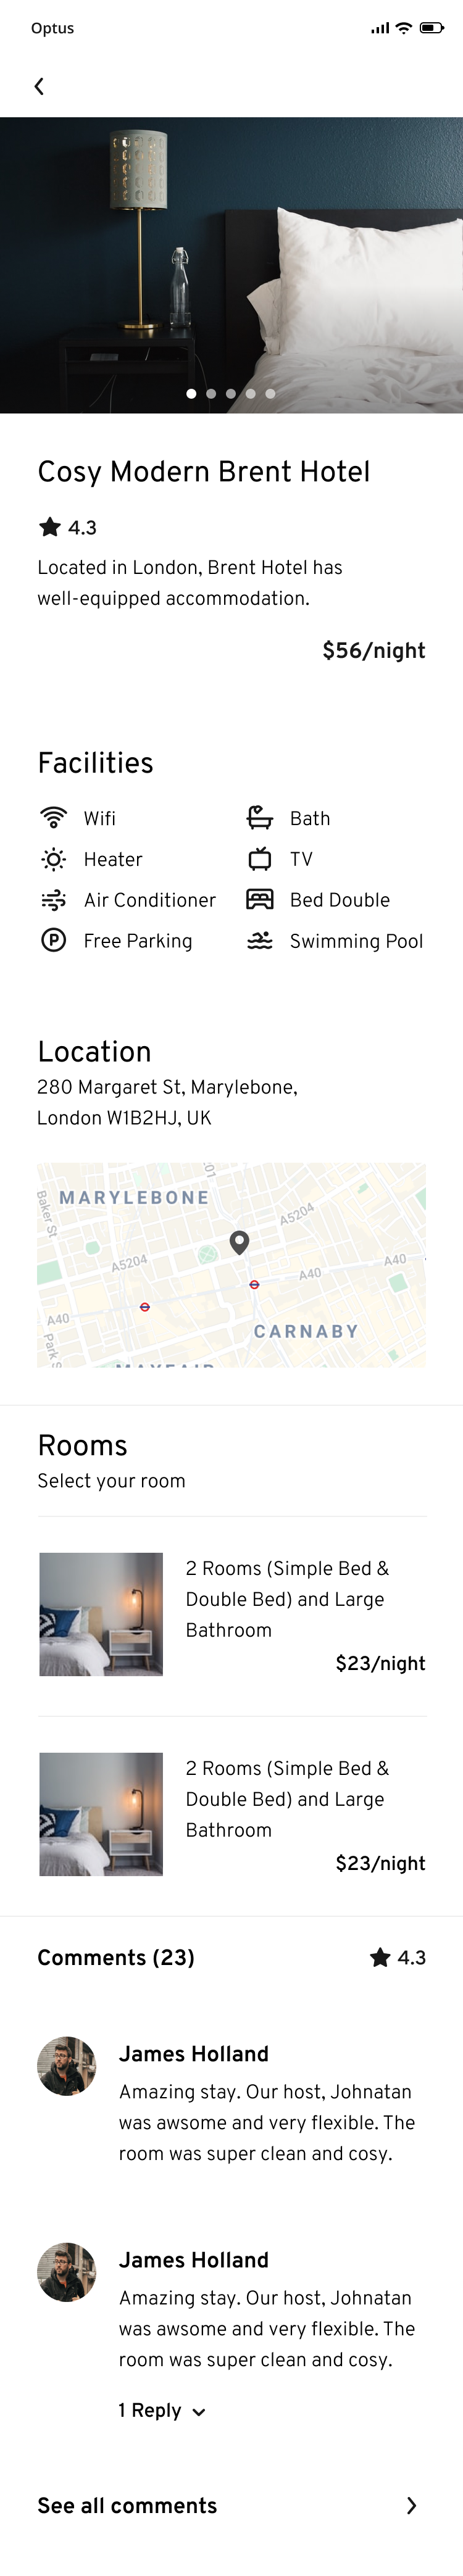 Optus
Cosy Modern Brent Hotel
4.3
Located in London, Brent Hotel has
well-equipped accommodation.
$56/night
Facilities
Wifi
Bath
Heater
TV
Air Conditioner
Bed Double
Free Parking
Swimming Pool
Location
280 Margaret St, Marylebone,
London W1B2HJ, UK
MARYLEBONE
Baker St
A5204
A5204
A40
A40
A40
CARNABY
Park S
MAYFAIR
Rooms
Select your room
2 Rooms (Simple Bed &
Double Bed) and Large
Bathroom
$23/night
2 Rooms (Simple Bed &
Double Bed) and Large
Bathroom
$23/night
Comments (23)
4.3
James Holland
Amazing stay. Our host, Johnatan
was awsome and very flexible. The
room was super clean and cosy.
James Holland
Amazing stay. Our host, Johnatan
was awsome and very flexible. The
room was super clean and cosy.
1 Reply
See all comments